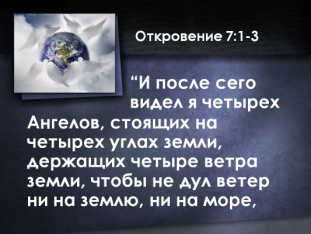 Откровение 7:1-3
“И после сего
видел я четырех
Ангелов, стоящих на
четырех углах земли,
держащих четыре ветра
земли, чтобы не дул ветер
ни на землю, ни на море,